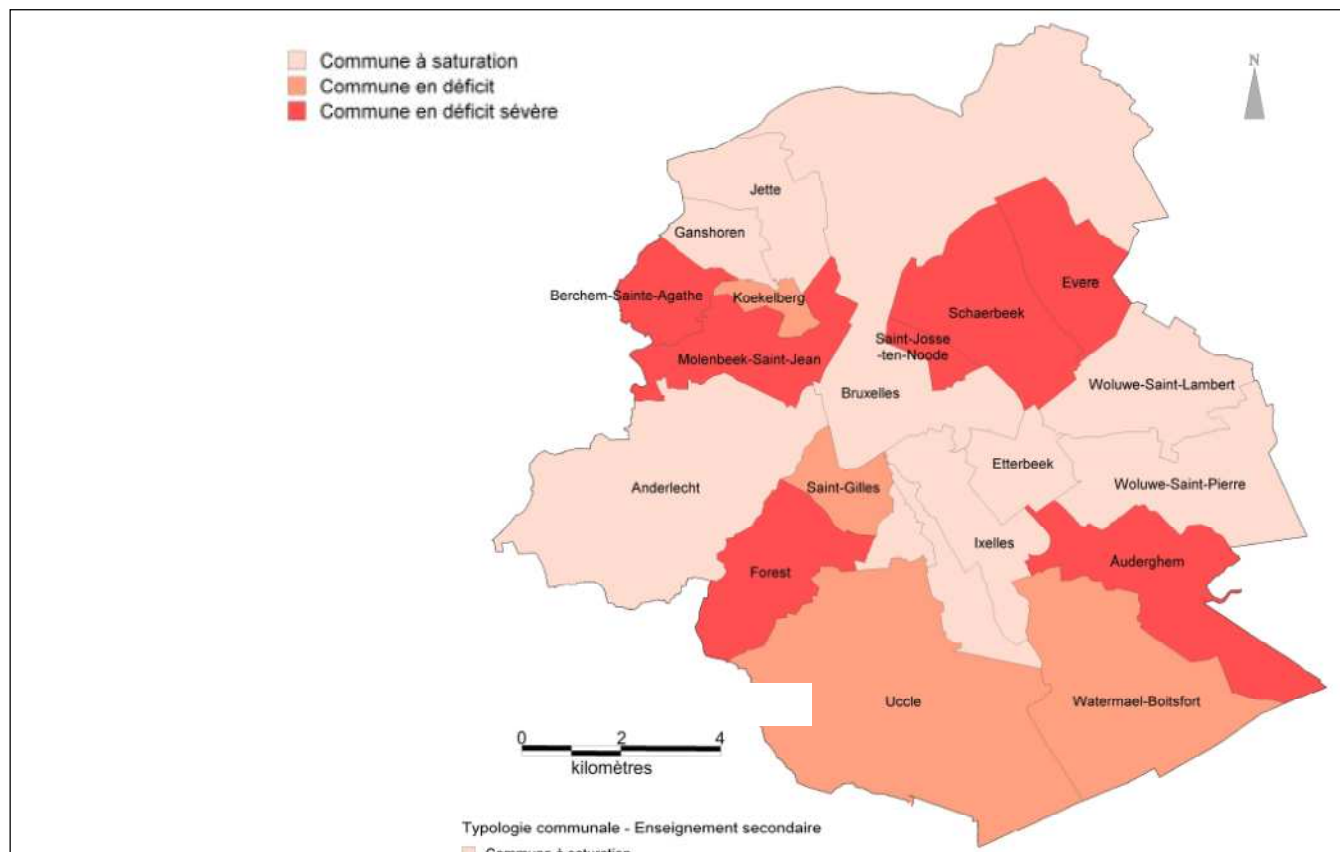 Commune à saturation
Commune en déficit
Commune en déficit sévère
N
Jette
Ganshoren
Evere
Berchem-Sainte-Agathe
Koekelberg
Schaerbeek
Saint-Josse
-ten-Noode
Molenbeek-Saint-Jean
Woluwe-Saint-Lambert
Bruxelles
Etterbeek
Anderlecht
Saint-Gilles
Woluwe-Saint-Pierre
Ixelles
Auderghem
Forest
Uccle
Watermael-Boitsfort
0 2 4
kilomètres
Typologie communale - Enseignement secondaire
Commune à saturation